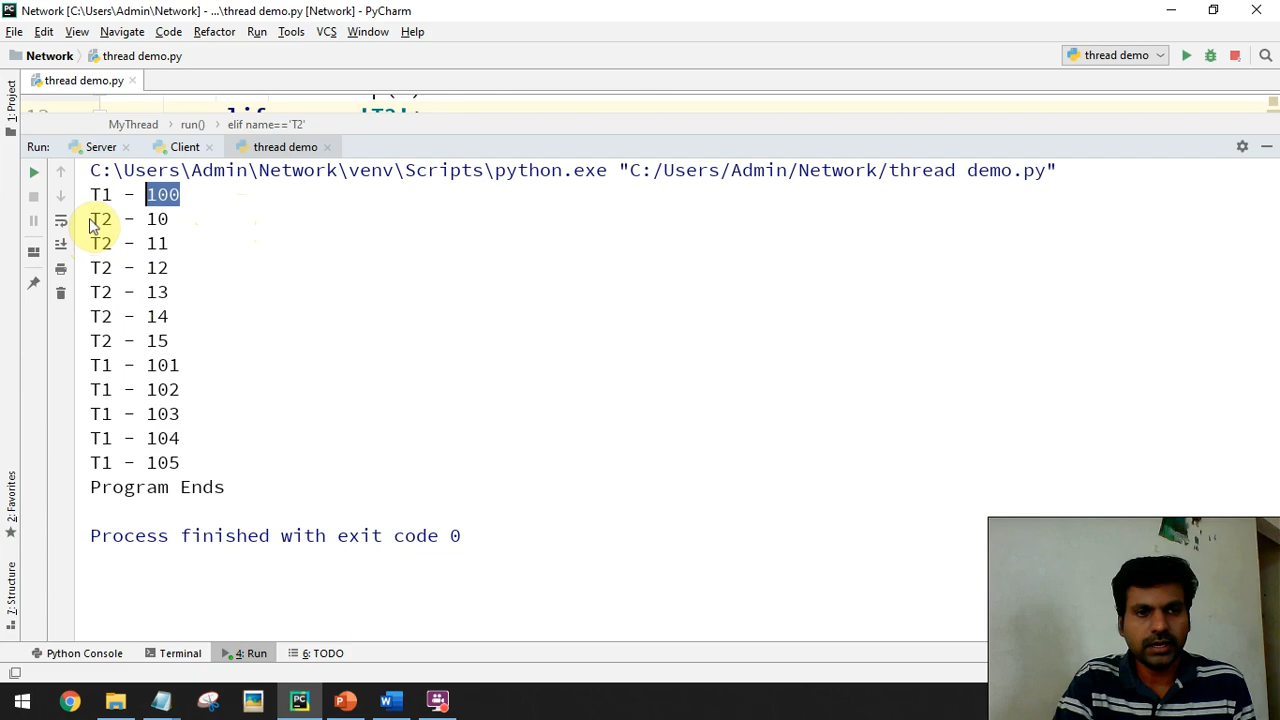 Network [C:\Users\Admin\Network] - ...\thread demo.py [Network] - PyCharm
File Edit View Navigate Code Refactor Run Tools VCS Window Help
Network thread demo.py thread demo
thread demo.py
1: Project
MyThread run() elif name=='T2'
Run: Server Client thread demo
C:\Users\Admin\Network\venv\Scripts\python.exe "C:/Users/Admin/Network/thread demo.py"
T1 - 100
T2 - 10
T2 - 11
T2 - 12
T2 - 13
T2 - 14
T2 - 15
T1 - 101
T1 - 102
T1 - 103
T1 - 104
T1 - 105
Program Ends
Process finished with exit code 0
2: Favorites
7: Structure
Python Console Terminal 4: Run 6: TODO